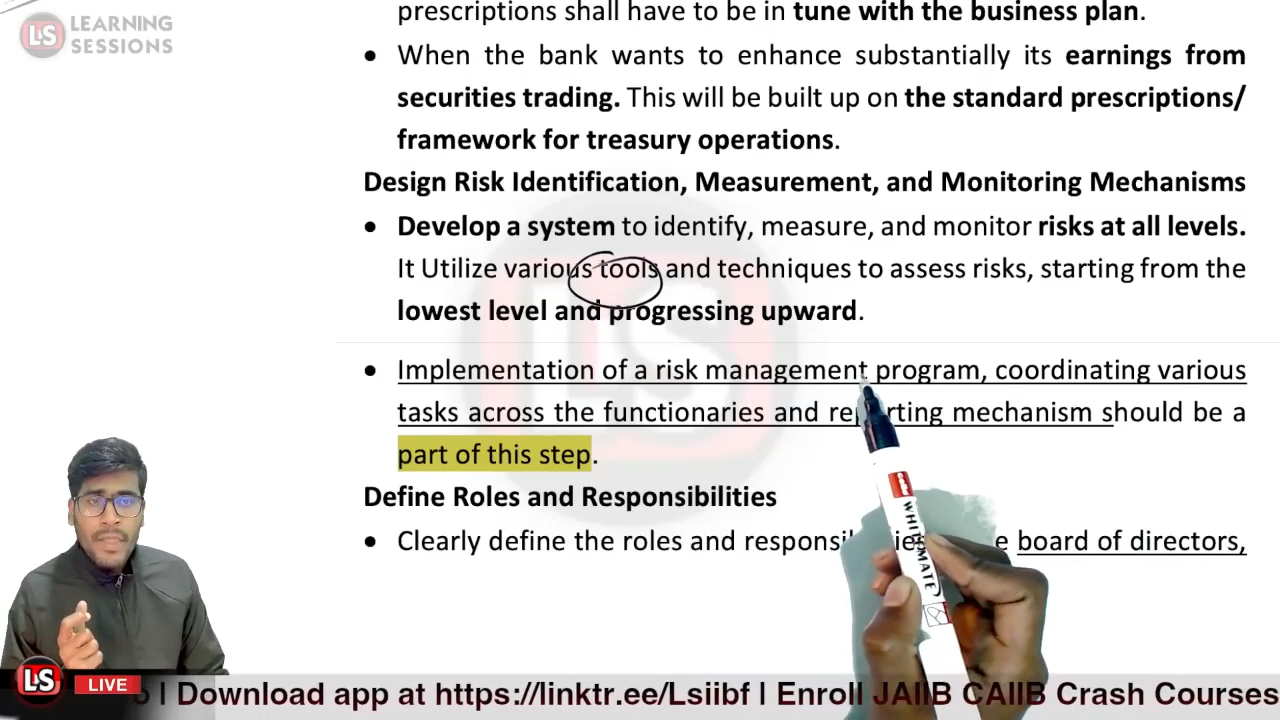 LS LEARNING
SESSIONS
prescriptions shall have to be in tune with the business plan.
• When the bank wants to enhance substantially its earnings from
securities trading. This will be built up on the standard prescriptions/
framework for treasury operations.
Design Risk Identification, Measurement, and Monitoring Mechanisms
• Develop a system to identify, measure, and monitor risks at all levels.
It Utilize various tools and techniques to assess risks, starting from the
lowest level and progressing upward.
• Implementation of a risk management program, coordinating various
tasks across the functionaries and reporting mechanism should be a
part of this step.
Define Roles and Responsibilities
• Clearly define the roles and board of directors,
LS LIVE
| Download app at https://linktr.ee/Lsiibf | Enroll JAIIB CAIIB Crash Courses